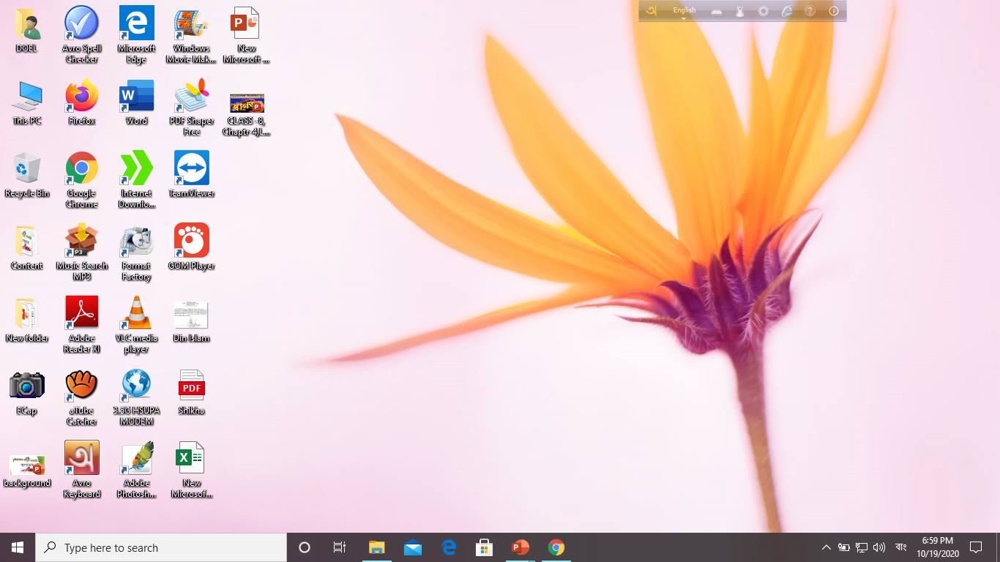 English
DOEL
Avro Spell
Checker
Microsoft
Edge
Windows
Movie Mak...
New
Microsoft ...
This PC
Firefox
Word
PDF Shaper
Free
CLASS -8,
Chaptr-4,L...
Recycle Bin
Google
Chrome
Internet
Downlo...
TeamViewer
Content
Music Search
MP3
Format
Factory
GOM Player
New folder
Adobe
Reader XI
VLC media
player
Din Islam
ECap
aTube
Catcher
3.5G HSUPA
MODEM
PDF
Shikha
background
Avro
Keyboard
Adobe
Photosh...
New
Microsof...
Type here to search
বাং
6:59 PM
10/19/2020